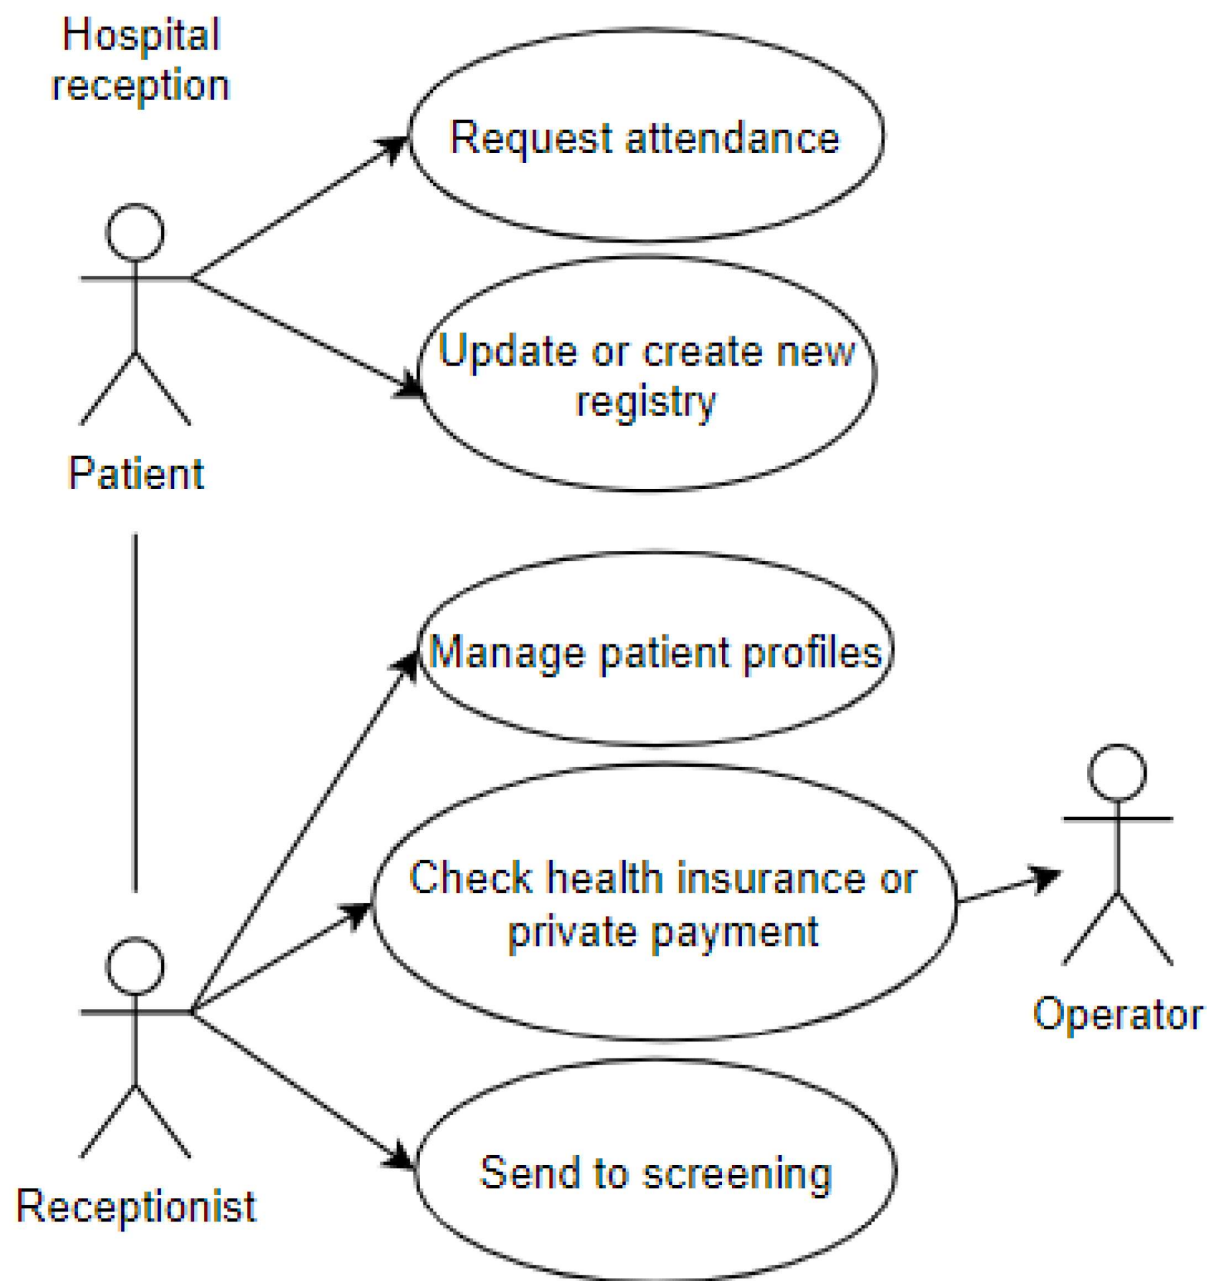 Hospital
reception
Request attendance
Update or create new
registry
Patient
Manage patient profiles
Check health insurance or
private payment
Operator
Send to screening
Receptionist